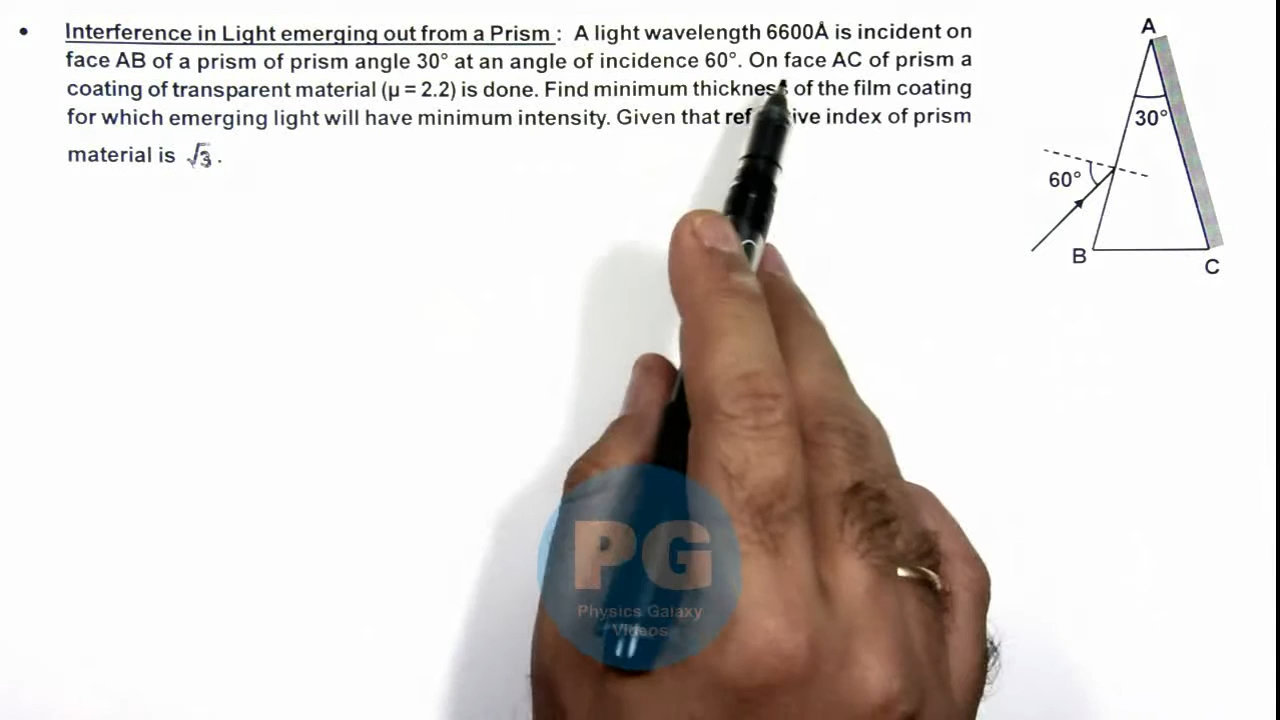 • Interference in Light emerging out from a Prism : A light wavelength 6600Å is incident on
face AB of a prism of prism angle 30° at an angle of incidence 60°. On face AC of prism a
coating of transparent material (μ = 2.2) is done. Find minimum thickness of the film coating
for which emerging light will have minimum intensity. Given that refractive index of prism
material is √3 .
A
30°
60°
B
C
PG
Physics Galaxy
Videos